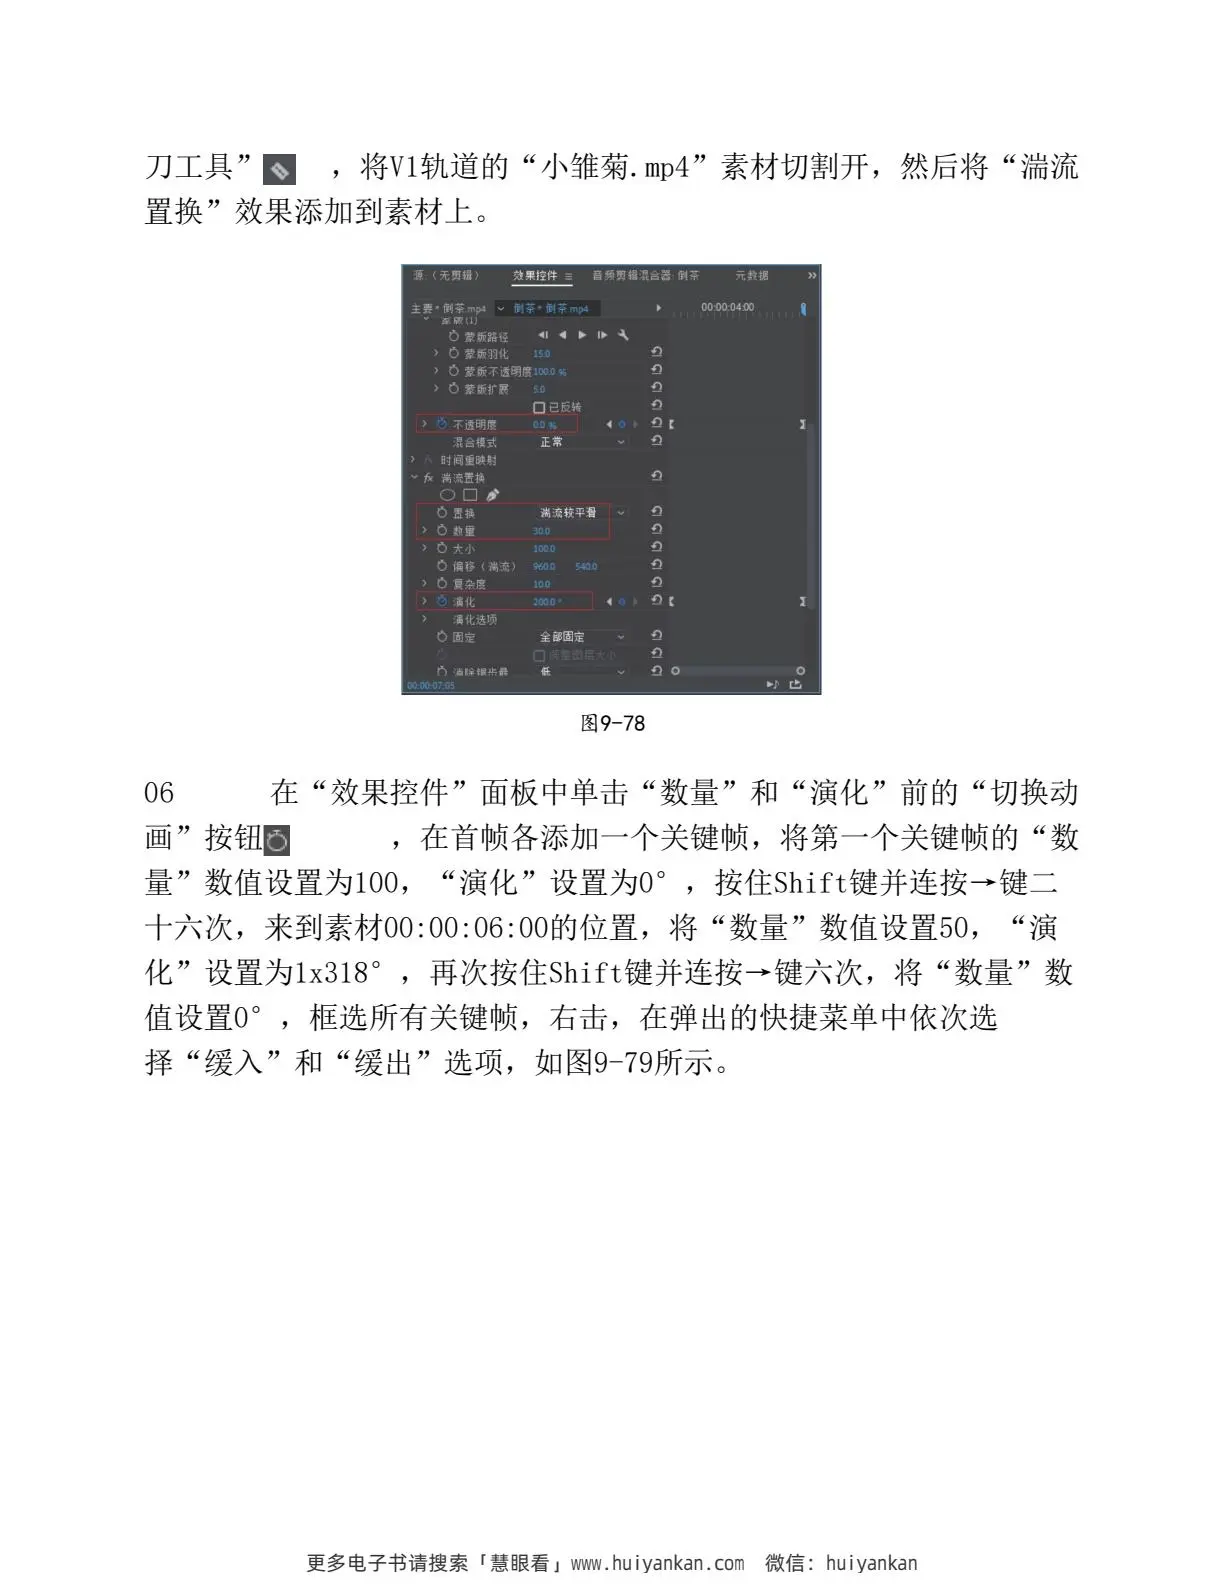 刀工具” ，将V1轨道的“小雏菊.mp4”素材切割开，然后将“湍流
置换”效果添加到素材上。
源:（无剪辑） 效果控件 ≡ 音频剪辑混合器: 倒茶 元数据 »
主要 * 倒茶.mp4 倒茶 * 倒茶.mp4 00:00:04:00
蒙版(1)
蒙版路径
蒙版羽化 15.0
蒙版不透明度 100.0 %
蒙版扩展 5.0
已反转
不透明度 0.0 %
混合模式 正常
时间重映射
fx 湍流置换
置换 湍流较平滑
数量 30.0
大小 100.0
偏移（湍流） 960.0 540.0
复杂度 10.0
演化 200.0 °
演化选项
固定 全部固定
调整图层大小
消除锯齿最 低
00:00:07:05
图9-78
06 在“效果控件”面板中单击“数量”和“演化”前的“切换动
画”按钮 ，在首帧各添加一个关键帧，将第一个关键帧的“数
量”数值设置为100，“演化”设置为0°，按住Shift键并连按→键二
十六次，来到素材00:00:06:00的位置，将“数量”数值设置50，“演
化”设置为1x318°，再次按住Shift键并连按→键六次，将“数量”数
值设置0°，框选所有关键帧，右击，在弹出的快捷菜单中依次选
择“缓入”和“缓出”选项，如图9-79所示。
更多电子书请搜索「慧眼看」www.huiyankan.com 微信：huiyankan